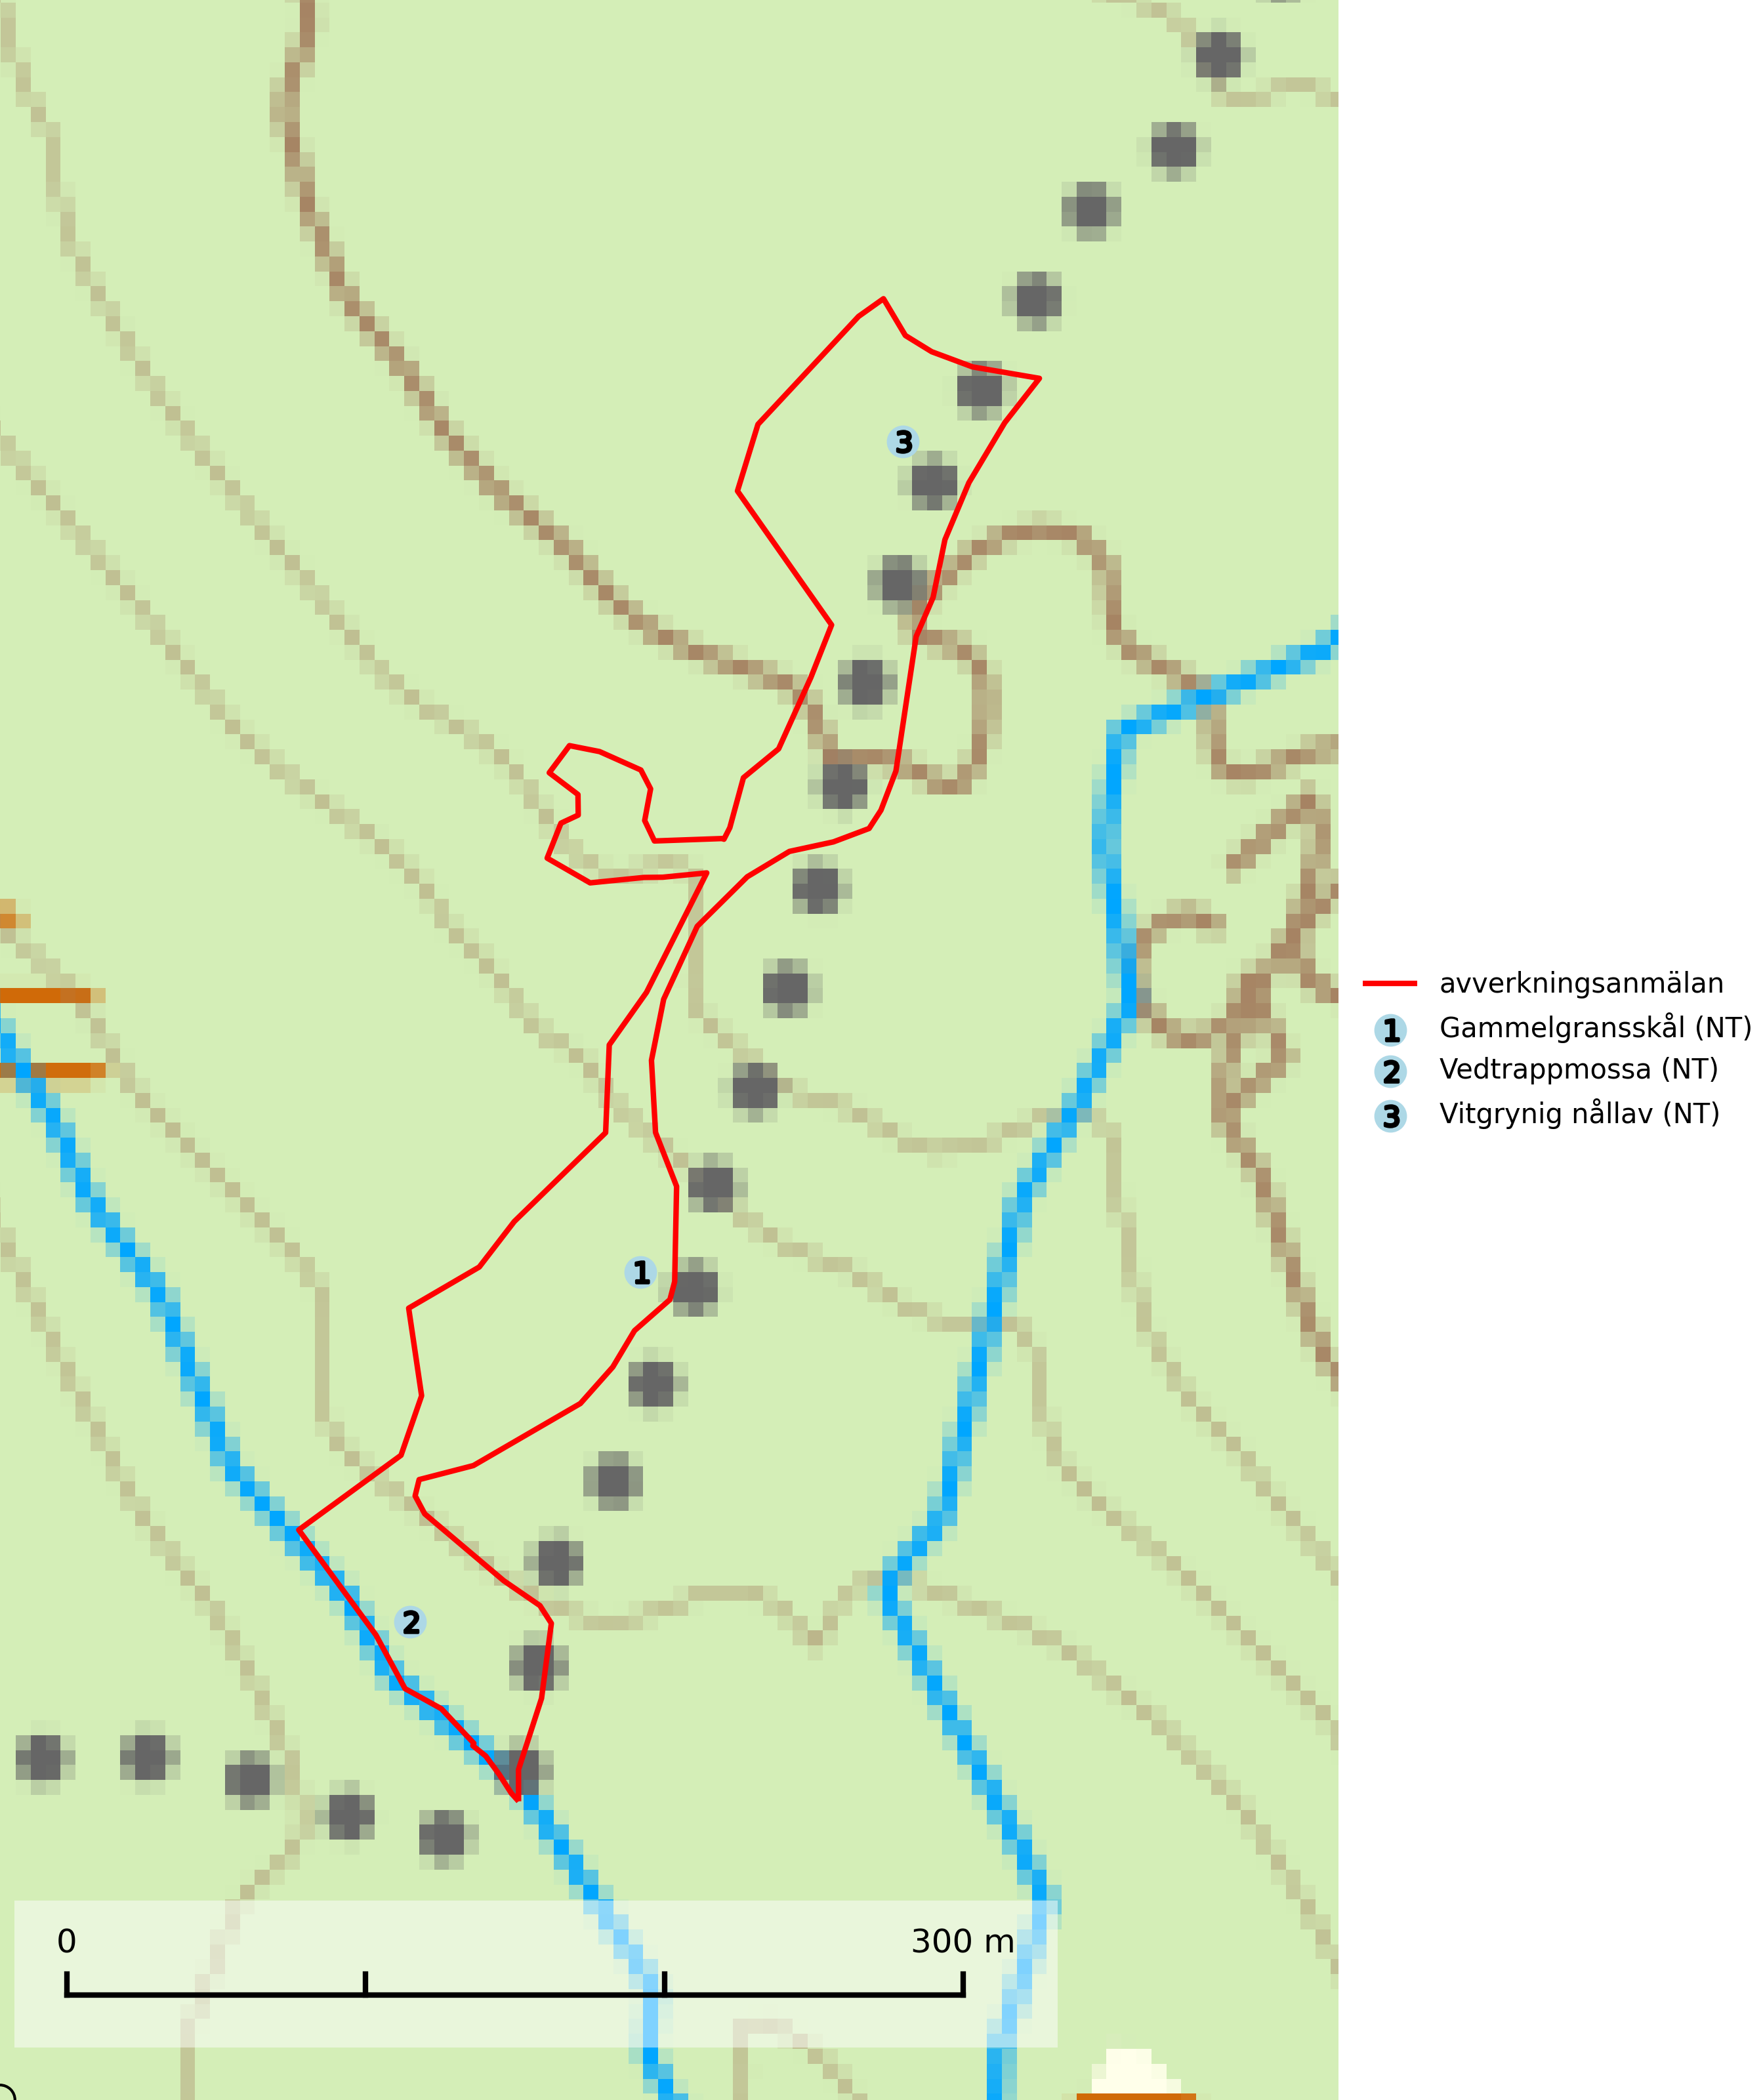 3
1
2
0 300 m
avverkningsanmälan
1 Gammelgransskål (NT)
2 Vedtrappmossa (NT)
3 Vitgrynig nållav (NT)